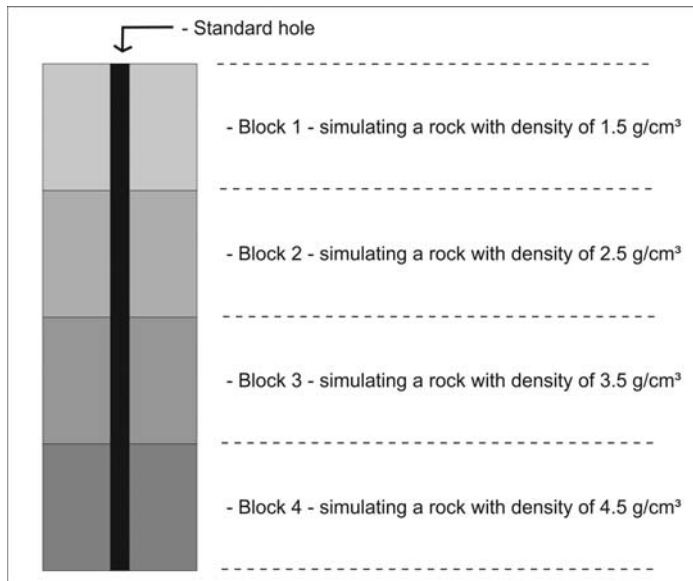 - Standard hole
- Block 1 - simulating a rock with density of 1.5 g/cm³
- Block 2 - simulating a rock with density of 2.5 g/cm³
- Block 3 - simulating a rock with density of 3.5 g/cm³
- Block 4 - simulating a rock with density of 4.5 g/cm³